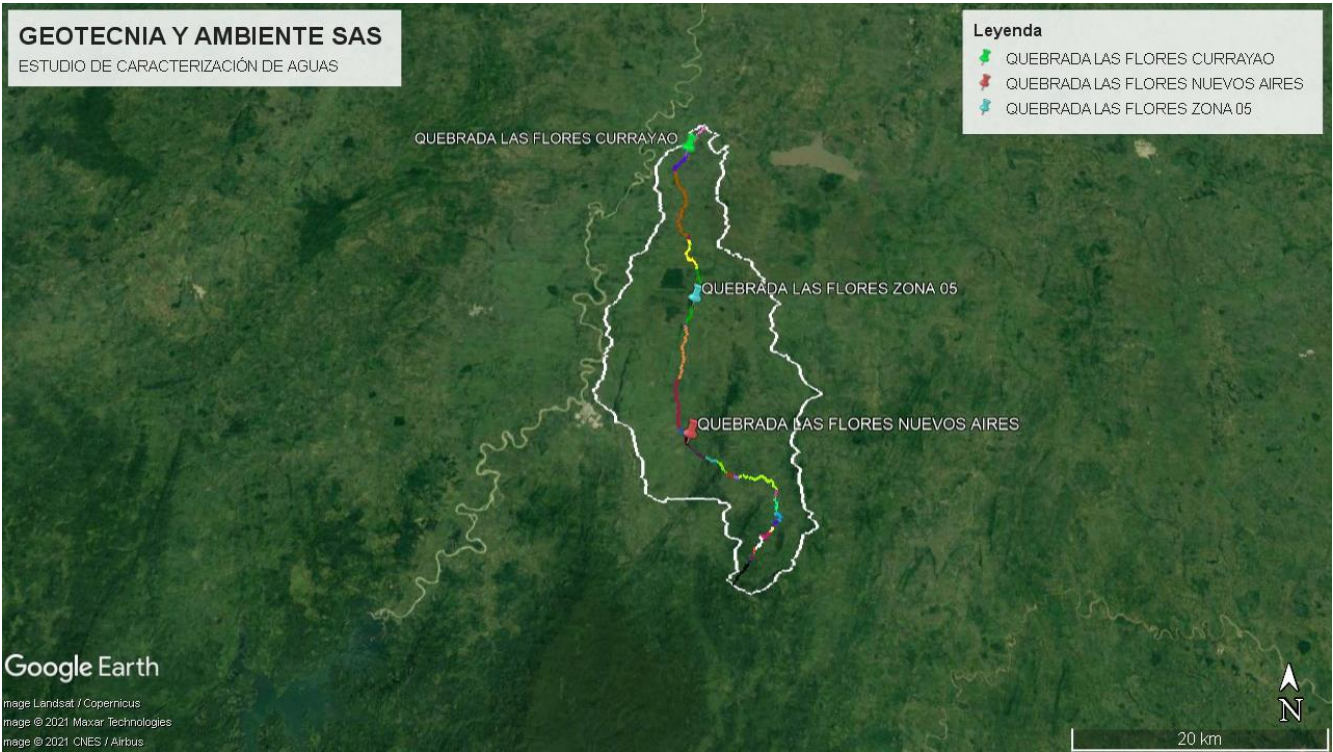 GEOTECNIA Y AMBIENTE SAS
ESTUDIO DE CARACTERIZACIÓN DE AGUAS
Leyenda
QUEBRADA LAS FLORES CURRAYAO
QUEBRADA LAS FLORES NUEVOS AIRES
QUEBRADA LAS FLORES ZONA 05
QUEBRADA LAS FLORES CURRAYAO
QUEBRADA LAS FLORES ZONA 05
QUEBRADA LAS FLORES NUEVOS AIRES
Google Earth
mage Landsat / Copernicus
mage © 2021 Maxar Technologies
mage © 2021 CNES / Airbus
N
20 km